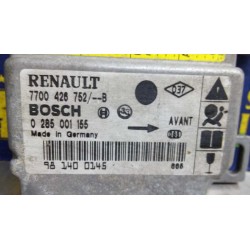 RENAULT
7700 426 752/--B
BOSCH
0 285 001 155
AVANT
Made in Germany
98 140 0145